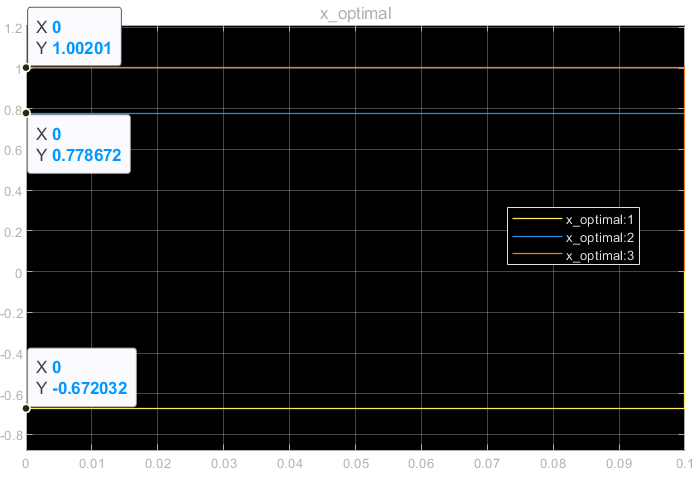 x_optimal
X 0
Y 1.00201
X 0
Y 0.778672
X 0
Y -0.672032
1.2
1
0.8
0.6
0.4
0.2
0
-0.2
-0.4
-0.6
-0.8
x_optimal:1
x_optimal:2
x_optimal:3
0 0.01 0.02 0.03 0.04 0.05 0.06 0.07 0.08 0.09 0.1